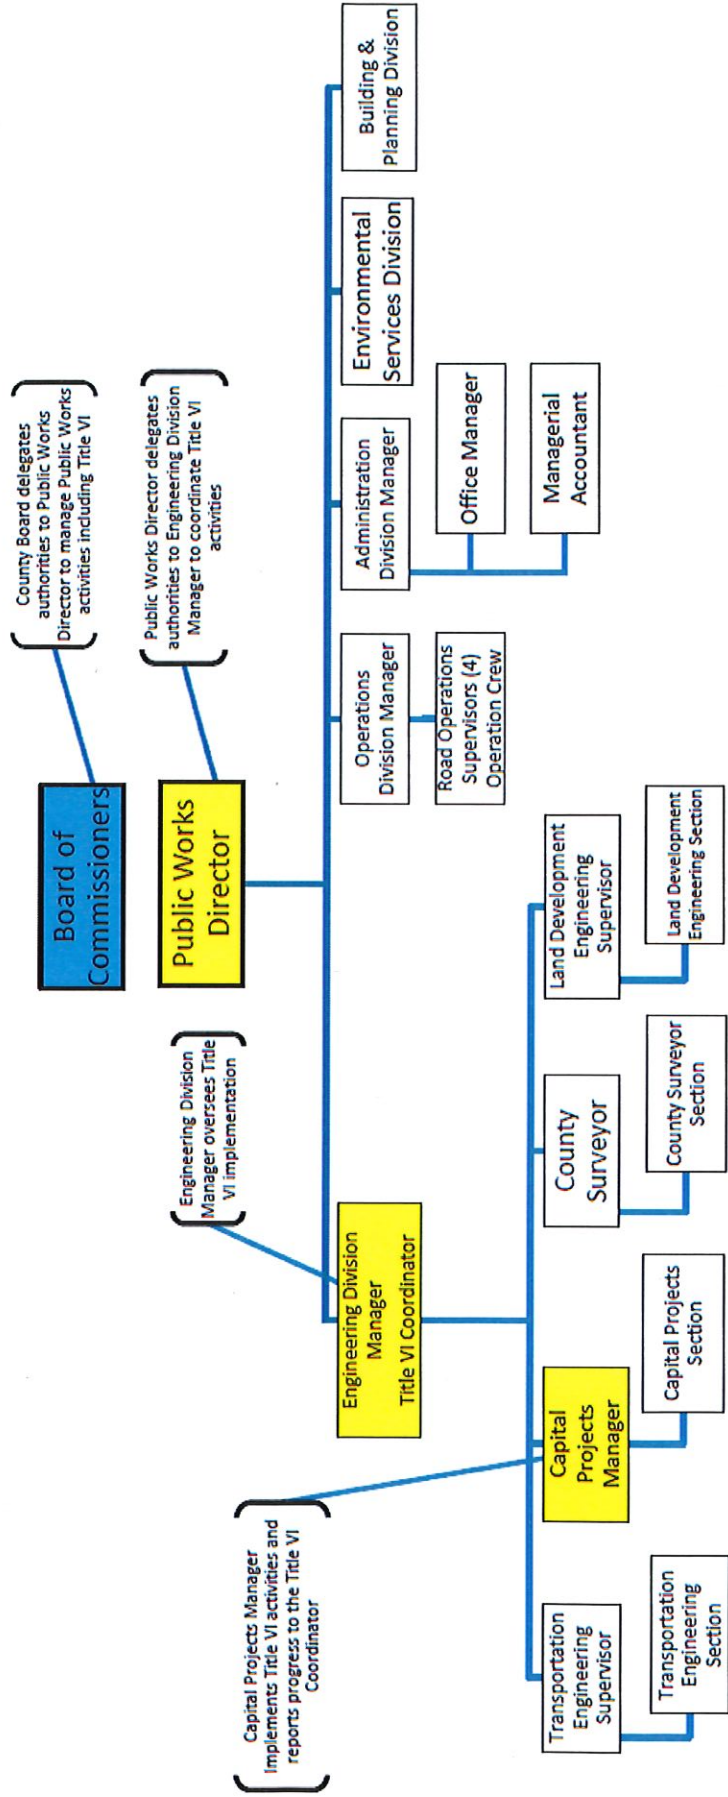 County Board delegates
authorities to Public Works
Director to manage Public Works
activities including Title VI
Board of
Commissioners
Public Works Director delegates
authorities to Engineering Division
Manager to coordinate Title VI
activities
Public Works
Director
Engineering Division
Manager oversees Title
VI implementation
Capital Projects Manager
Implements Title VI activities and
reports progress to the Title VI
Coordinator
Engineering Division
Manager
Title VI Coordinator
Operations
Division Manager
Administration
Division Manager
Environmental
Services Division
Building &
Planning Division
Road Operations
Supervisors (4)
Operation Crew
Office Manager
Managerial
Accountant
Transportation
Engineering
Supervisor
Capital
Projects
Manager
County
Surveyor
Land Development
Engineering
Supervisor
Transportation
Engineering
Section
Capital Projects
Section
County Surveyor
Section
Land Development
Engineering Section